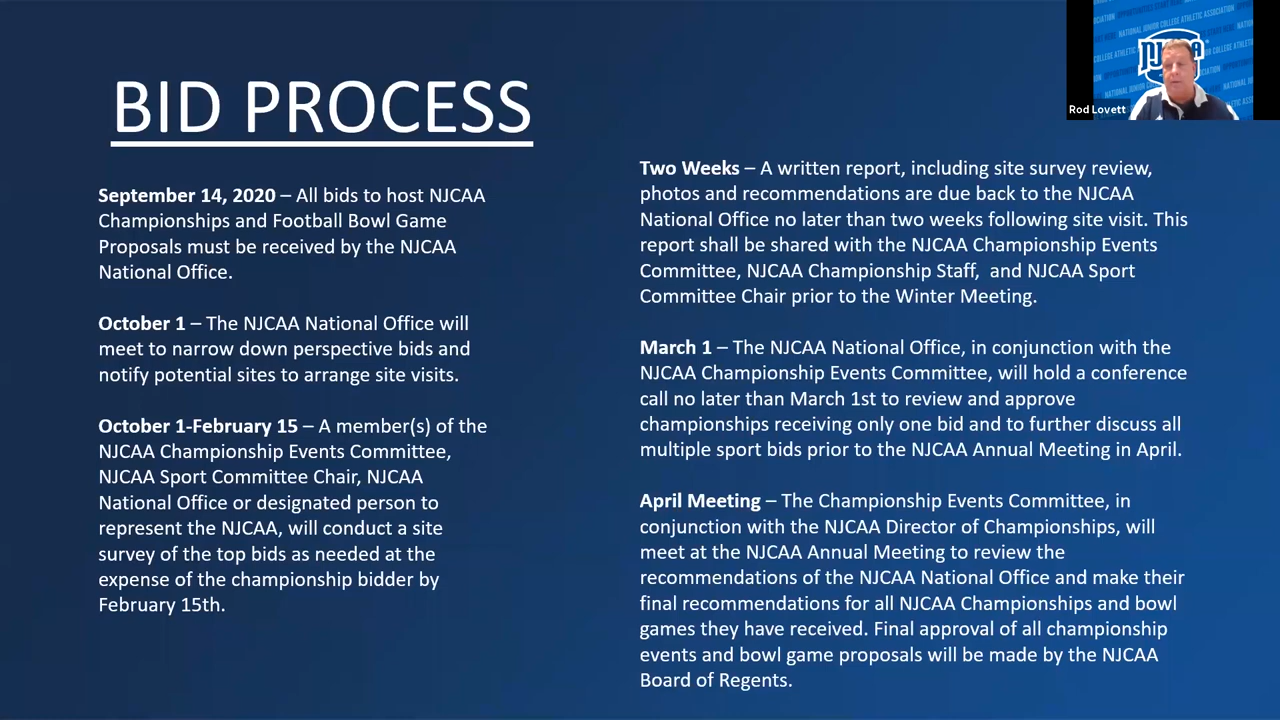 BID PROCESS
September 14, 2020 – All bids to host NJCAA
Championships and Football Bowl Game
Proposals must be received by the NJCAA
National Office.
October 1 – The NJCAA National Office will
meet to narrow down perspective bids and
notify potential sites to arrange site visits.
October 1-February 15 – A member(s) of the
NJCAA Championship Events Committee,
NJCAA Sport Committee Chair, NJCAA
National Office or designated person to
represent the NJCAA, will conduct a site
survey of the top bids as needed at the
expense of the championship bidder by
February 15th.
Two Weeks – A written report, including site survey review,
photos and recommendations are due back to the NJCAA
National Office no later than two weeks following site visit. This
report shall be shared with the NJCAA Championship Events
Committee, NJCAA Championship Staff,  and NJCAA Sport
Committee Chair prior to the Winter Meeting.
March 1 – The NJCAA National Office, in conjunction with the
NJCAA Championship Events Committee, will hold a conference
call no later than March 1st to review and approve
championships receiving only one bid and to further discuss all
multiple sport bids prior to the NJCAA Annual Meeting in April.
April Meeting – The Championship Events Committee, in
conjunction with the NJCAA Director of Championships, will
meet at the NJCAA Annual Meeting to review the
recommendations of the NJCAA National Office and make their
final recommendations for all NJCAA Championships and bowl
games they have received. Final approval of all championship
events and bowl game proposals will be made by the NJCAA
Board of Regents.
NATIONAL JUNIOR COLLEGE ATHLETIC ASSOCIATION
Rod Lovett